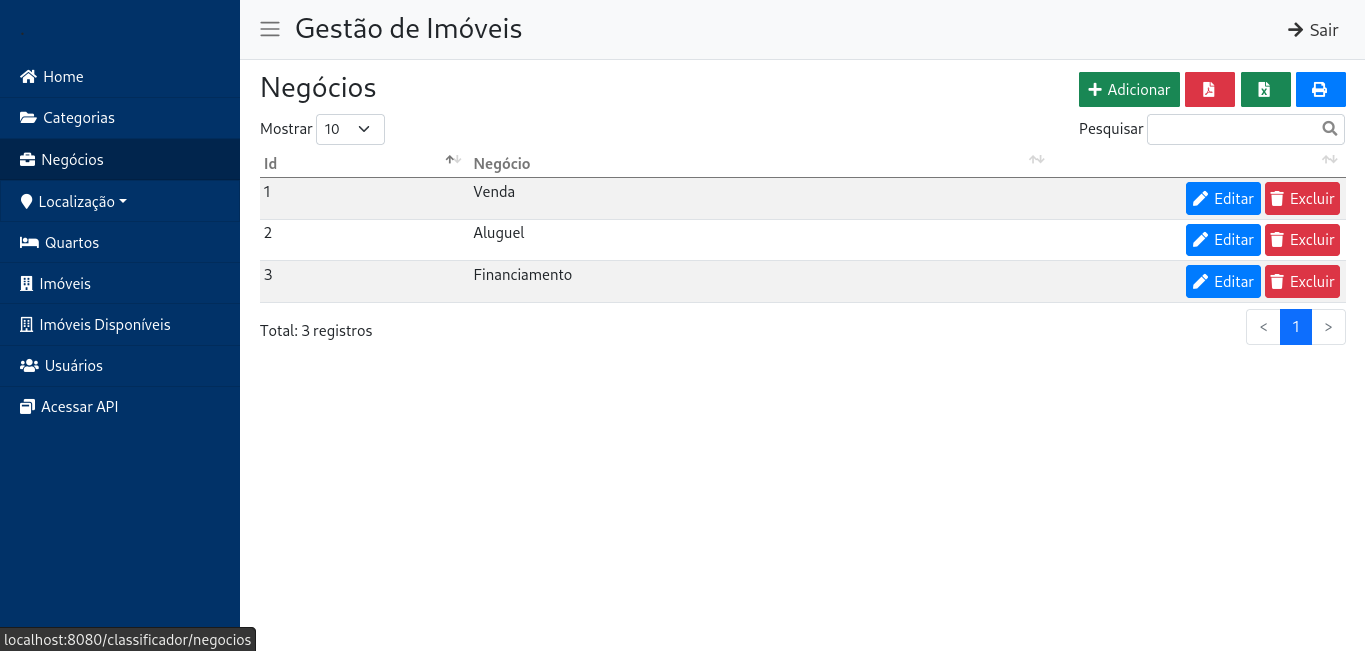 Gestão de Imóveis
Sair
Home
Categorias
Negócios
Localização
Quartos
Imóveis
Imóveis Disponíveis
Usuários
Acessar API
Negócios
Adicionar
Mostrar 10
Pesquisar
Id Negócio
1 Venda Editar Excluir
2 Aluguel Editar Excluir
3 Financiamento Editar Excluir
Total: 3 registros
< 1 >
localhost:8080/classificador/negocios